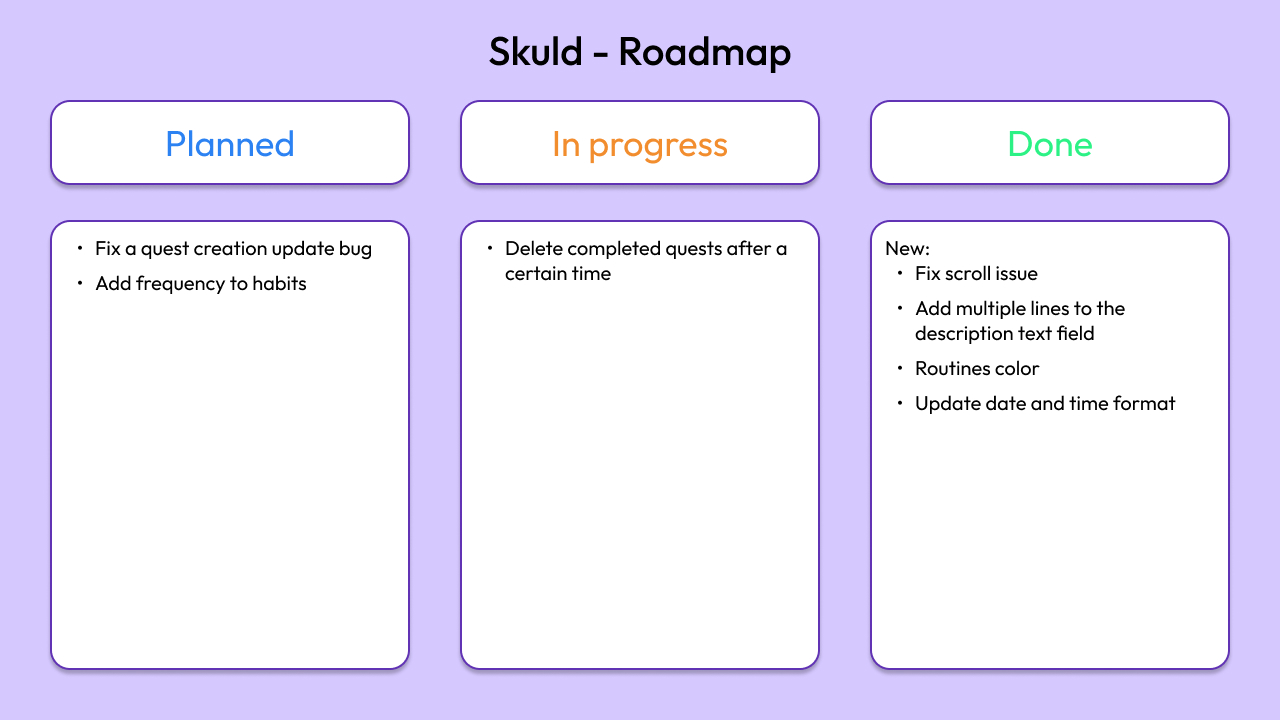 Skuld - Roadmap
Planned
In progress
Done
• Fix a quest creation update bug
• Add frequency to habits
• Delete completed quests after a
certain time
New:
• Fix scroll issue
• Add multiple lines to the
description text field
• Routines color
• Update date and time format